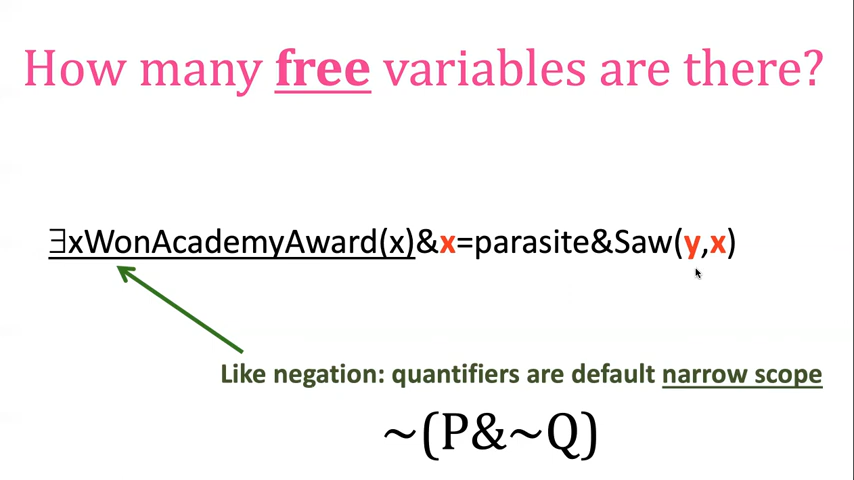 How many free variables are there?
∃xWonAcademyAward(x)&x=parasite&Saw(y,x)
Like negation: quantifiers are default narrow scope
~(P&~Q)